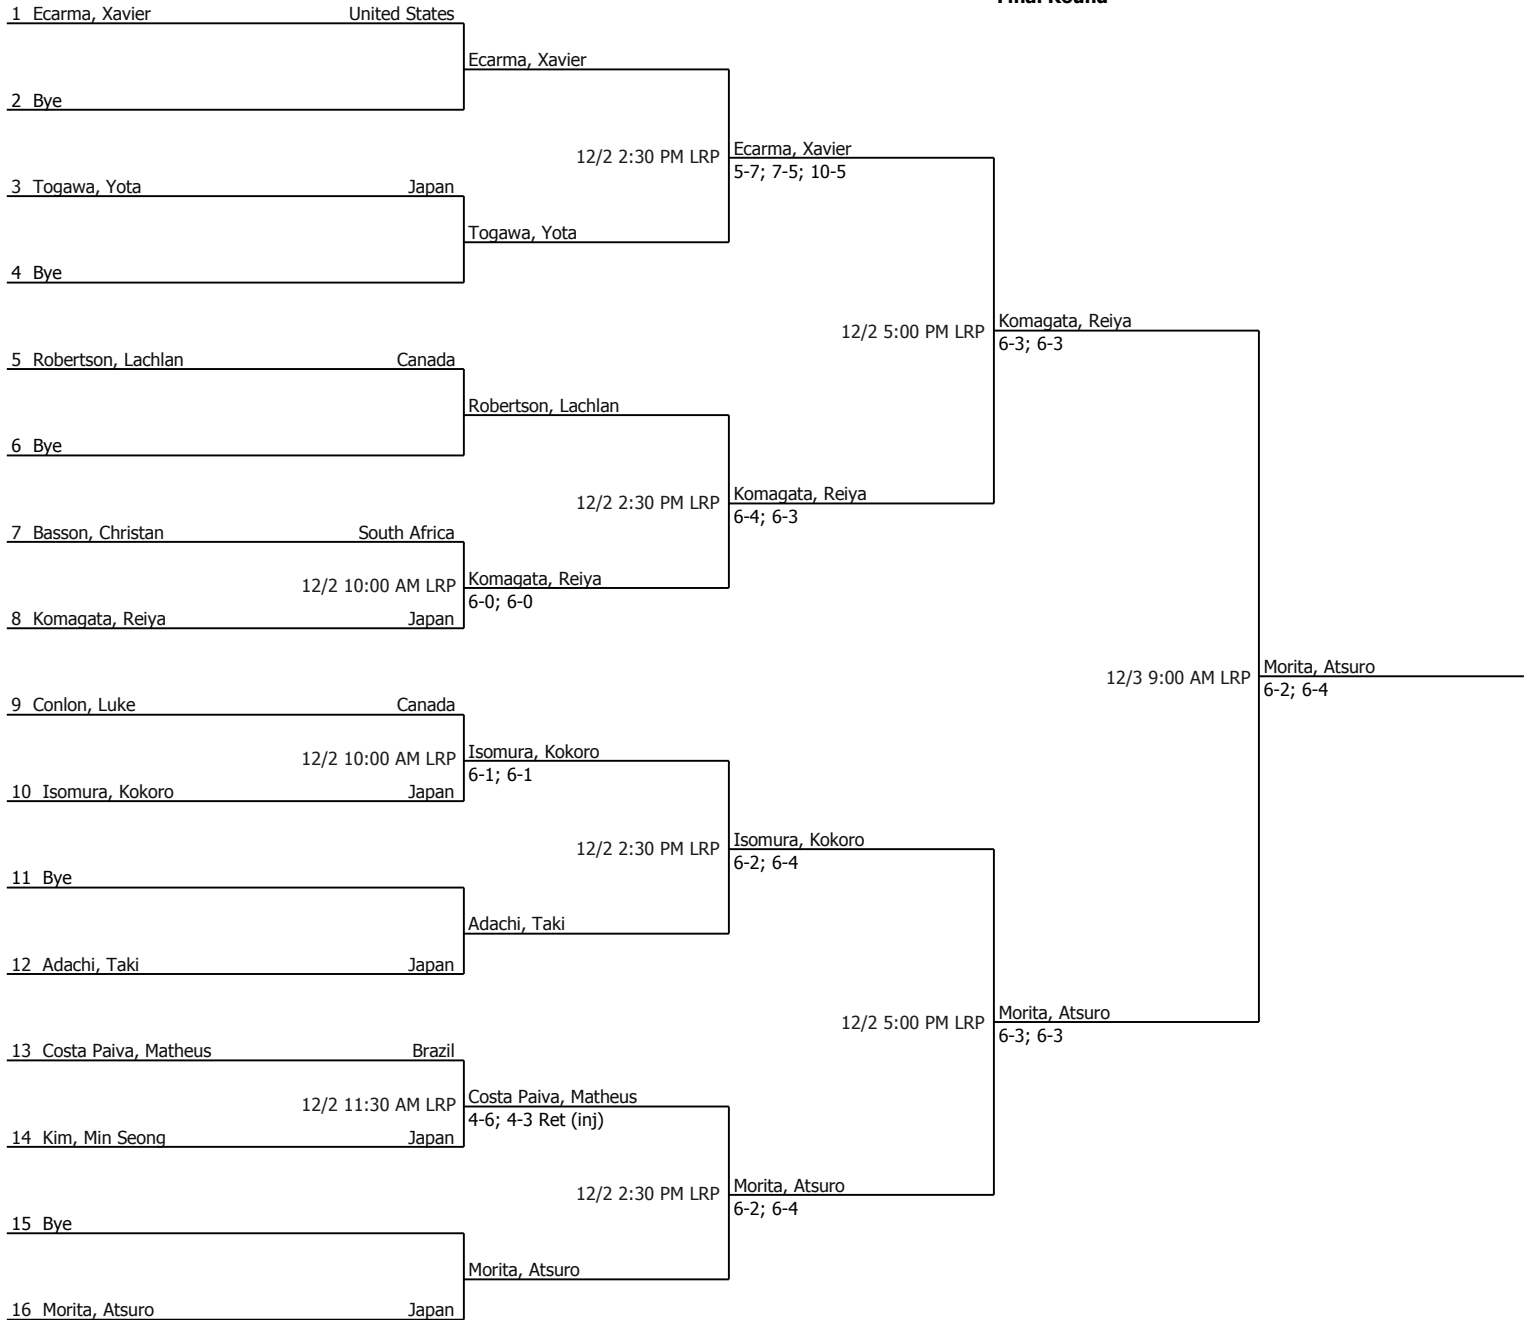 Final Round
1 Ecarma, Xavier United States
Ecarma, Xavier
2 Bye
12/2 2:30 PM LRP
Ecarma, Xavier
5-7; 7-5; 10-5
3 Togawa, Yota Japan
Togawa, Yota
4 Bye
12/2 5:00 PM LRP
Komagata, Reiya
6-3; 6-3
5 Robertson, Lachlan Canada
Robertson, Lachlan
6 Bye
12/2 2:30 PM LRP
Komagata, Reiya
6-4; 6-3
7 Basson, Christan South Africa
12/2 10:00 AM LRP
Komagata, Reiya
6-0; 6-0
8 Komagata, Reiya Japan
12/3 9:00 AM LRP
Morita, Atsuro
6-2; 6-4
9 Conlon, Luke Canada
12/2 10:00 AM LRP
Isomura, Kokoro
6-1; 6-1
10 Isomura, Kokoro Japan
12/2 2:30 PM LRP
Isomura, Kokoro
6-2; 6-4
11 Bye
Adachi, Taki
12 Adachi, Taki Japan
12/2 5:00 PM LRP
Morita, Atsuro
6-3; 6-3
13 Costa Paiva, Matheus Brazil
12/2 11:30 AM LRP
Costa Paiva, Matheus
4-6; 4-3 Ret (inj)
14 Kim, Min Seong Japan
12/2 2:30 PM LRP
Morita, Atsuro
6-2; 6-4
15 Bye
Morita, Atsuro
16 Morita, Atsuro Japan